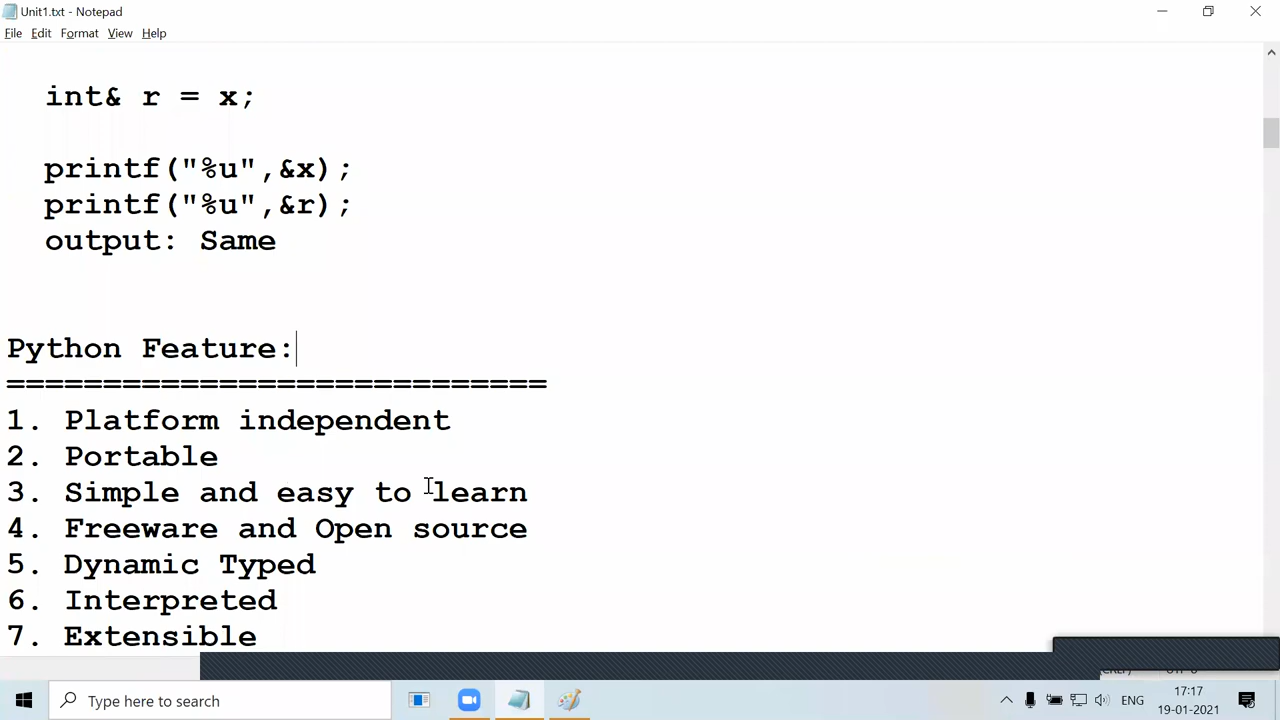 Unit1.txt - Notepad
File Edit Format View Help
int& r = x;
printf("%u",&x);
printf("%u",&r);
output: Same
Python Feature:
============================
1. Platform independent
2. Portable
3. Simple and easy to learn
4. Freeware and Open source
5. Dynamic Typed
6. Interpreted
7. Extensible
Type here to search
ENG
17:17
19-01-2021